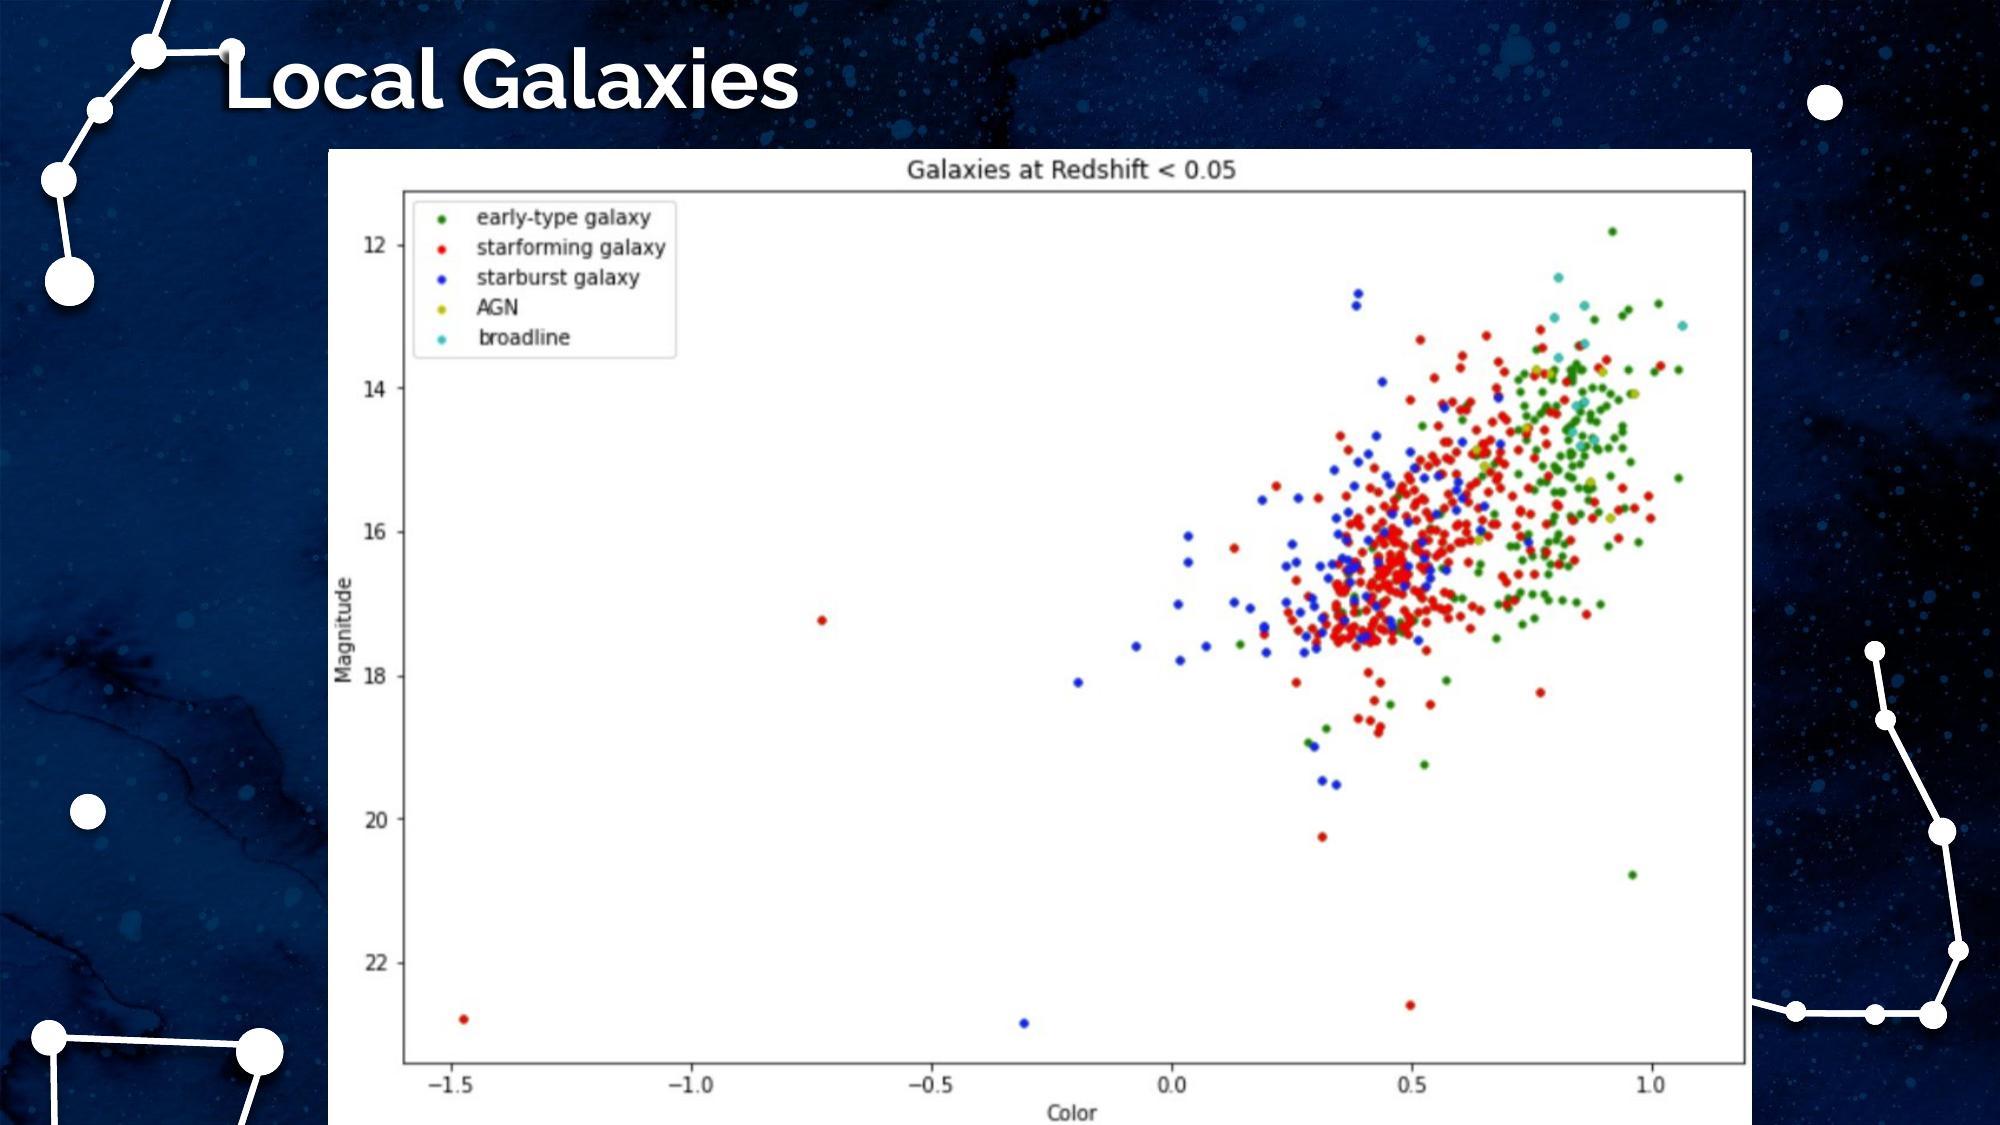 Local Galaxies
Galaxies at Redshift < 0.05
early-type galaxy
starforming galaxy
starburst galaxy
AGN
broadline
12
14
16
18
20
22
Magnitude
−1.5 −1.0 −0.5 0.0 0.5 1.0
Color